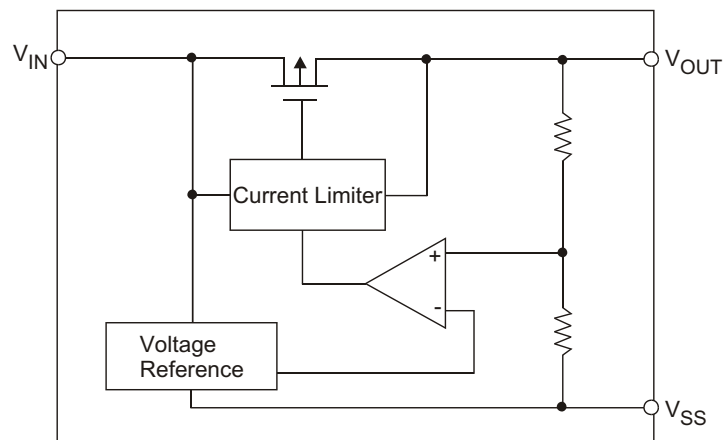 VIN
VOUT
Current Limiter
+
-
Voltage
Reference
VSS